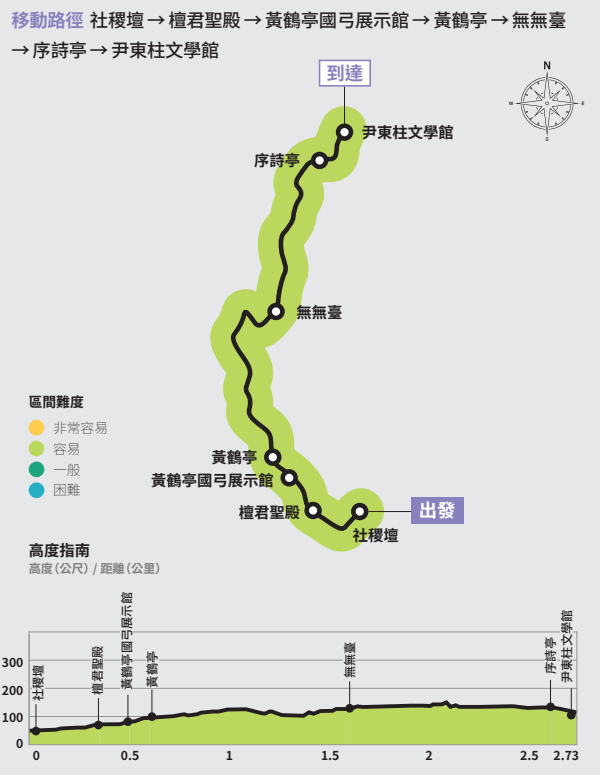 移動路徑 社稷壇 → 檀君聖殿 → 黃鶴亭國弓展示館 → 黃鶴亭 → 無無臺
→ 序詩亭 → 尹東柱文學館
到達
N
W
E
S
尹東柱文學館
序詩亭
無無臺
區間難度
非常容易
容易
一般
困難
黃鶴亭
黃鶴亭國弓展示館
檀君聖殿
出發
社稷壇
高度指南
高度(公尺) / 距離(公里)
社稷壇
檀君聖殿
黃鶴亭國弓展示館
黃鶴亭
無無臺
序詩亭
尹東柱文學館
300
200
100
0
0 0.5 1 1.5 2 2.5 2.73